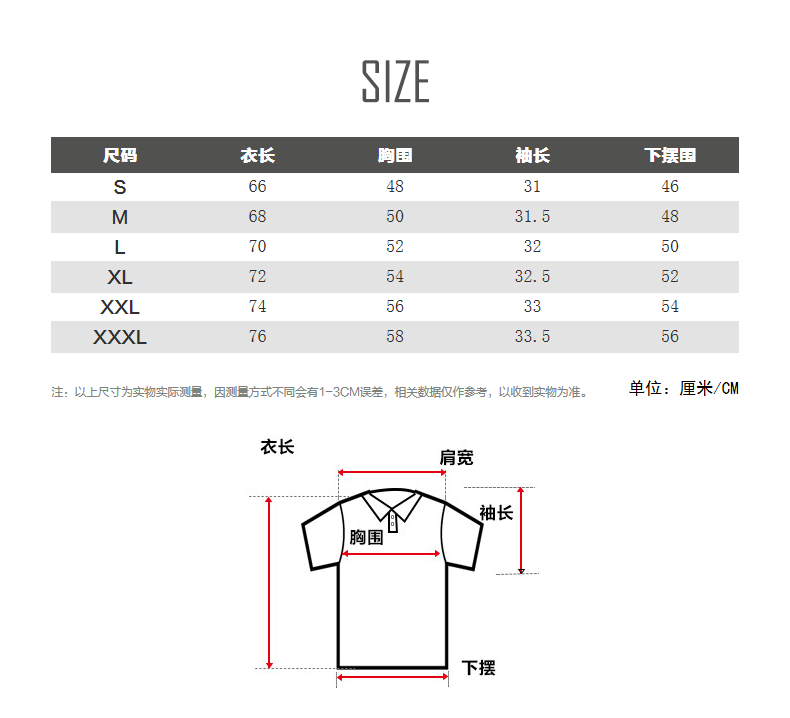 SIZE
尺码 衣长 胸围 袖长 下摆围
S 66 48 31 46
M 68 50 31.5 48
L 70 52 32 50
XL 72 54 32.5 52
XXL 74 56 33 54
XXXL 76 58 33.5 56
注：以上尺寸为实物实际测量，因测量方式不同会有1-3CM误差，相关数据仅作参考，以收到实物为准。
单位：厘米/CM
衣长
肩宽
袖长
胸围
下摆